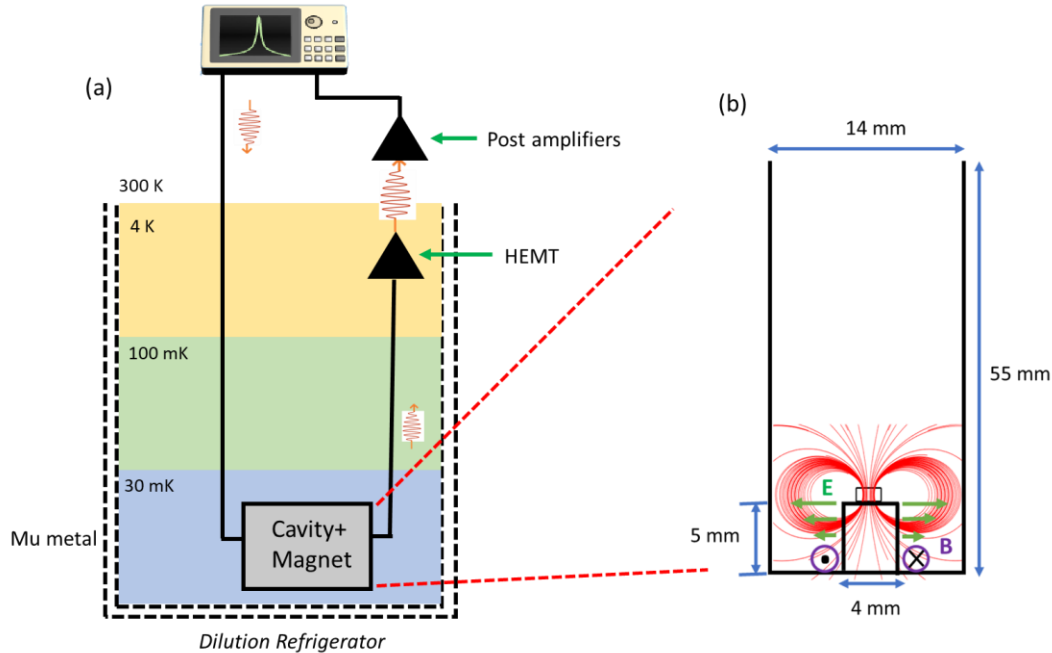 (a)
Post amplifiers
300 K
4 K
HEMT
100 mK
30 mK
Cavity+
Magnet
Mu metal
Dilution Refrigerator
(b)
14 mm
55 mm
E
B
5 mm
4 mm